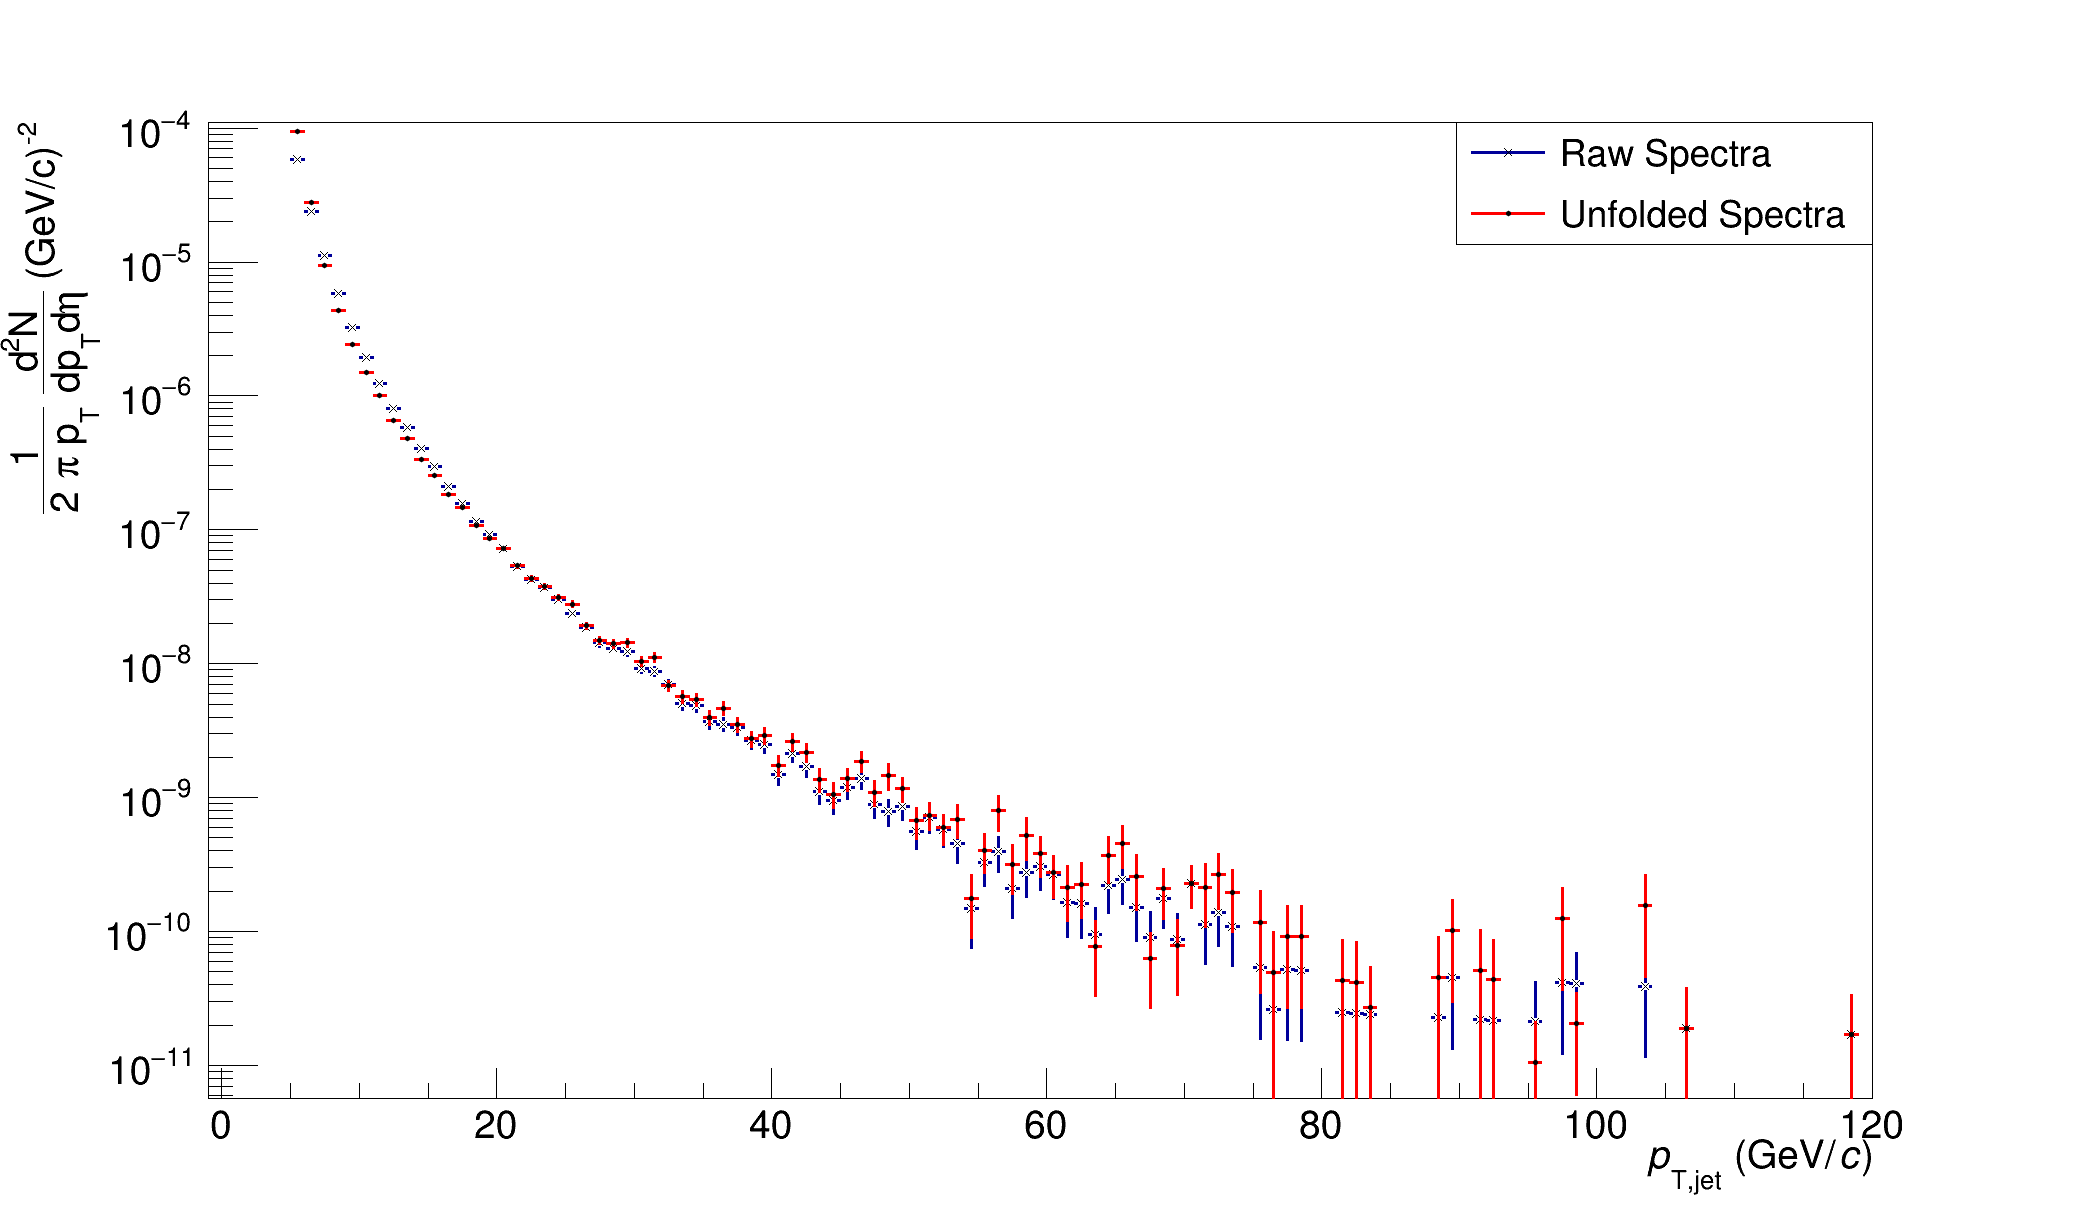 10⁻⁴
10⁻⁵
10⁻⁶
10⁻⁷
10⁻⁸
10⁻⁹
10⁻¹⁰
10⁻¹¹
1/(2 π p_T) d²N/(dp_T dη) (GeV/c)⁻²
Raw Spectra
Unfolded Spectra
0 20 40 60 80 100 120
p_T,jet (GeV/c)